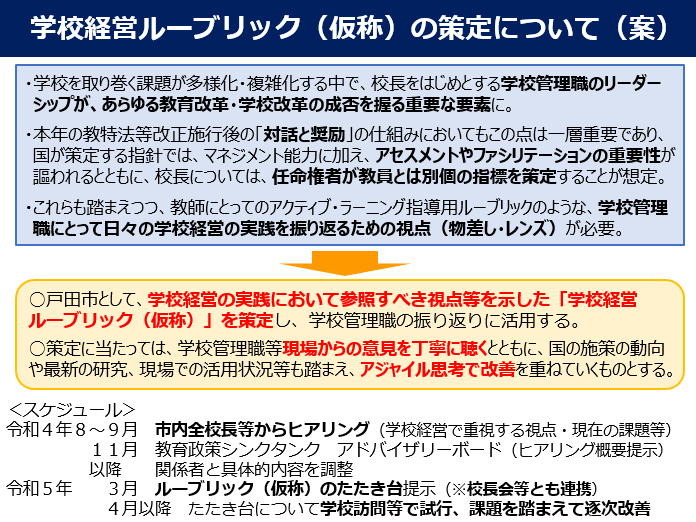 学校経営ルーブリック（仮称）の策定について（案）
・学校を取り巻く課題が多様化・複雑化する中で、校長をはじめとする学校管理職のリーダー
シップが、あらゆる教育改革・学校改革の成否を握る重要な要素に。
・本年の教特法等改正施行後の「対話と奨励」の仕組みにおいてもこの点は一層重要であり、
国が策定する指針では、マネジメント能力に加え、アセスメントやファシリテーションの重要性が
謳われるとともに、校長については、任命権者が教員とは別個の指標を策定することが想定。
・これらも踏まえつつ、教師にとってのアクティブ・ラーニング指導用ルーブリックのような、学校管理
職にとって日々の学校経営の実践を振り返るための視点（物差し・レンズ）が必要。
○戸田市として、学校経営の実践において参照すべき視点等を示した「学校経営
ルーブリック（仮称）」を策定し、学校管理職の振り返りに活用する。
○策定に当たっては、学校管理職等現場からの意見を丁寧に聴くとともに、国の施策の動向
や最新の研究、現場での活用状況等も踏まえ、アジャイル思考で改善を重ねていくものとする。
＜スケジュール＞
令和４年８～９月　市内全校長等からヒアリング（学校経営で重視する視点・現在の課題等）
１１月　教育政策シンクタンク　アドバイザリーボード（ヒアリング概要提示）
以降　関係者と具体的内容を調整
令和５年　３月　ルーブリック（仮称）のたたき台提示（※校長会等とも連携）
４月以降　たたき台について学校訪問等で試行、課題を踏まえて逐次改善